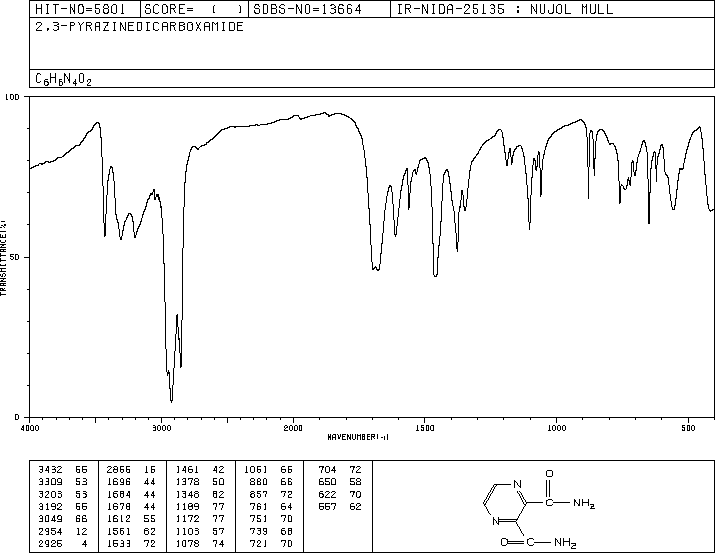 HIT-NO=5801 SCORE= ( ) SDBS-NO=13664 IR-NIDA-25135 : NUJOL MULL
2,3-PYRAZINEDICARBOXAMIDE
C6H6N4O2
100
50
0
TRANSMITTANCE(%)
4000 3000 2000 1500 1000 500
WAVENUMBER(-1)
3432 55 2866 16 1461 42 1061 66 704 72
3309 53 1696 44 1378 50 880 66 650 58
3203 53 1684 44 1348 62 857 72 622 70
3192 55 1678 44 1189 77 761 64 557 62
3049 66 1612 55 1172 77 751 70
2954 12 1561 62 1103 57 739 68
2925 4 1533 72 1078 74 721 70
O
N
C NH2
N
O C NH2